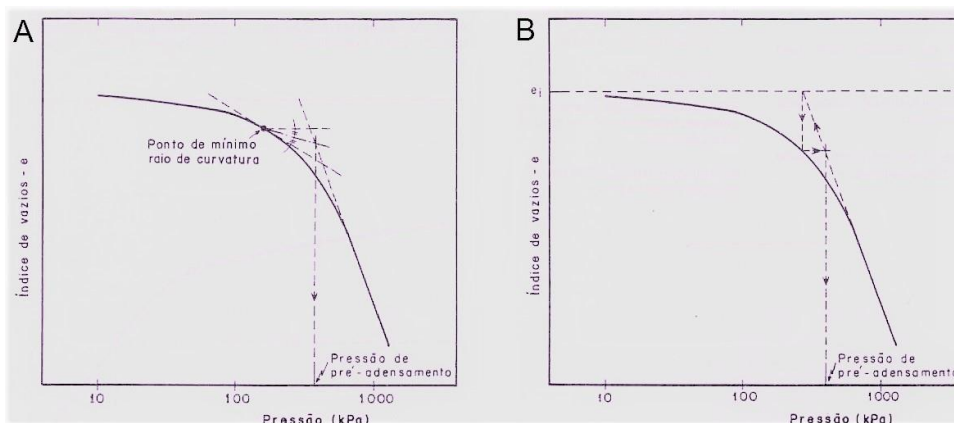 A
Índice de vazios - e
Ponto de mínimo
raio de curvatura
Pressão de
pré-adensamento
10
100
1000
Pressão (kPa)
B
Índice de vazios - e
ei
Pressão de
pré-adensamento
10
100
1000
Pressão (kPa)